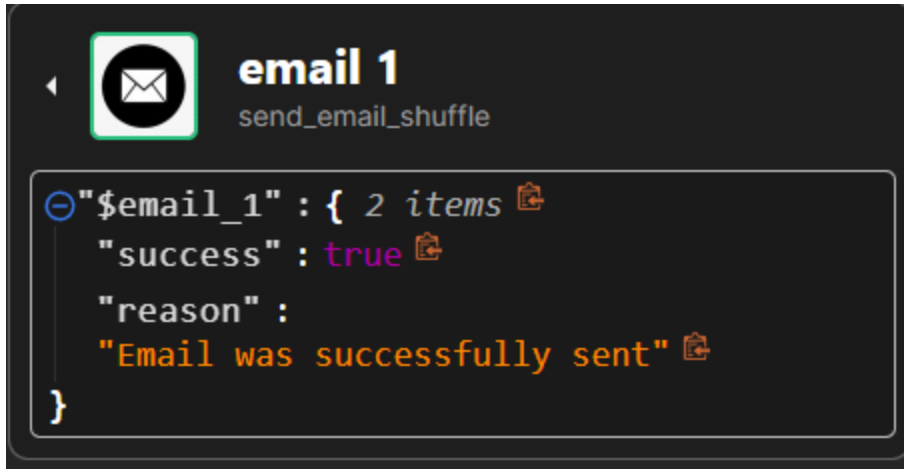 email 1
send_email_shuffle
"$email_1" : { 2 items
"success" : true
"reason" :
"Email was successfully sent"
}